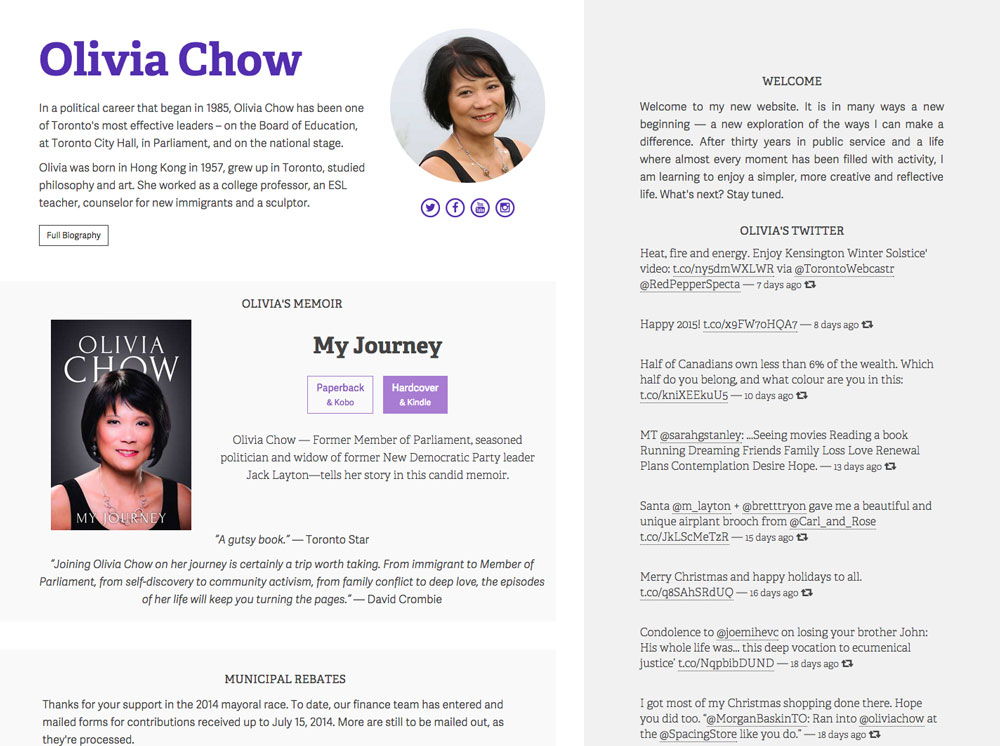 Olivia Chow
In a political career that began in 1985, Olivia Chow has been one
of Toronto's most effective leaders – on the Board of Education,
at Toronto City Hall, in Parliament, and on the national stage.
Olivia was born in Hong Kong in 1957, grew up in Toronto, studied
philosophy and art. She worked as a college professor, an ESL
teacher, counselor for new immigrants and a sculptor.
Full Biography
OLIVIA'S MEMOIR
OLIVIA
CHOW
MY JOURNEY
My Journey
Paperback
& Kobo
Hardcover
& Kindle
Olivia Chow — Former Member of Parliament, seasoned
politician and widow of former New Democratic Party leader
Jack Layton—tells her story in this candid memoir.
“A gutsy book.” — Toronto Star
“Joining Olivia Chow on her journey is certainly a trip worth taking. From immigrant to Member of
Parliament, from self-discovery to community activism, from family conflict to deep love, the episodes
of her life will keep you turning the pages.” — David Crombie
MUNICIPAL REBATES
Thanks for your support in the 2014 mayoral race. To date, our finance team has entered and
mailed forms for contributions received up to July 15, 2014. More are still to be mailed out, as
they're processed.
WELCOME
Welcome to my new website. It is in many ways a new
beginning — a new exploration of the ways I can make a
difference. After thirty years in public service and a life
where almost every moment has been filled with activity, I
am learning to enjoy a simpler, more creative and reflective
life. What's next? Stay tuned.
OLIVIA'S TWITTER
Heat, fire and energy. Enjoy Kensington Winter Solstice'
video: t.co/ny5dmWXLWR via @TorontoWebcastr
@RedPepperSpecta — 7 days ago
Happy 2015! t.co/x9FW7oHQA7 — 8 days ago
Half of Canadians own less than 6% of the wealth. Which
half do you belong, and what colour are you in this:
t.co/kniXEEkuU5 — 10 days ago
MT @sarahgstanley: ...Seeing movies Reading a book
Running Dreaming Friends Family Loss Love Renewal
Plans Contemplation Desire Hope. — 13 days ago
Santa @m_layton + @bretttryon gave me a beautiful and
unique airplant brooch from @Carl_and_Rose
t.co/JkLScMeTzR — 15 days ago
Merry Christmas and happy holidays to all.
t.co/q8SAhSRdUQ — 16 days ago
Condolence to @joemihevc on losing your brother John:
His whole life was... this deep vocation to ecumenical
justice’ t.co/NqpbibDUND — 18 days ago
I got most of my Christmas shopping done there. Hope
you did too. “@MorganBaskinTO: Ran into @oliviachow at
the @SpacingStore like you do.” — 18 days ago